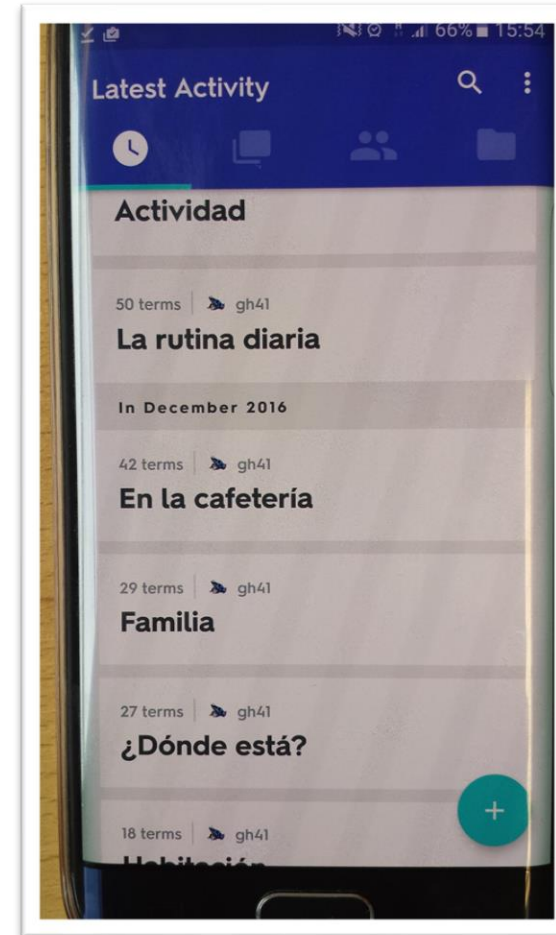 66% 15:54
Latest Activity
Actividad
50 terms gh41
La rutina diaria
In December 2016
42 terms gh41
En la cafetería
29 terms gh41
Familia
27 terms gh41
¿Dónde está?
18 terms gh41
Habitación